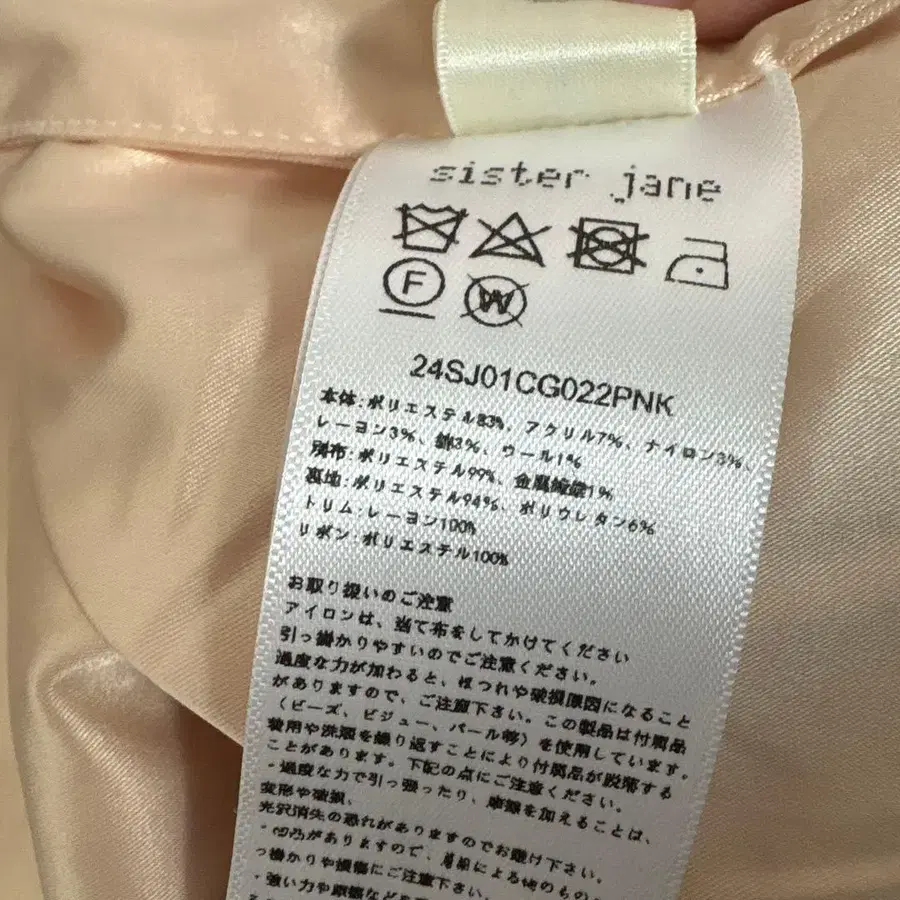 sister jane
F
W
24SJ01CG022PNK
本体:ポリエステル83%、アクリル7%、ナイロン3%、
レーヨン3%、綿3%、ウール1%
別布:ポリエステル99%、金属繊維1%
裏地:ポリエステル94%、ポリウレタン6%
トリム:レーヨン100%
リボン:ポリエステル100%
お取り扱いのご注意
アイロンは、当て布をしてかけてください
引っ掛かりやすいのでご注意ください。
過度な力が加わると、ほつれや破損原因になること
がありますので、ご注意下さい。この製品は付属品
(ビーズ、ビジュー、パール等)を使用しています。
着用や洗濯を繰り返すことにより付属品が脱落する
ことがあります。下記の点にご注意ください。
・過度な力で引っ張ったり、摩擦を加えることは、
変形や破損、
光沢消失の恐れがありますのでお避け下さい。
・凹凸がありますので、着用による他のもの
っ掛かりや損傷にご注意下さい。
・強い力や摩擦など